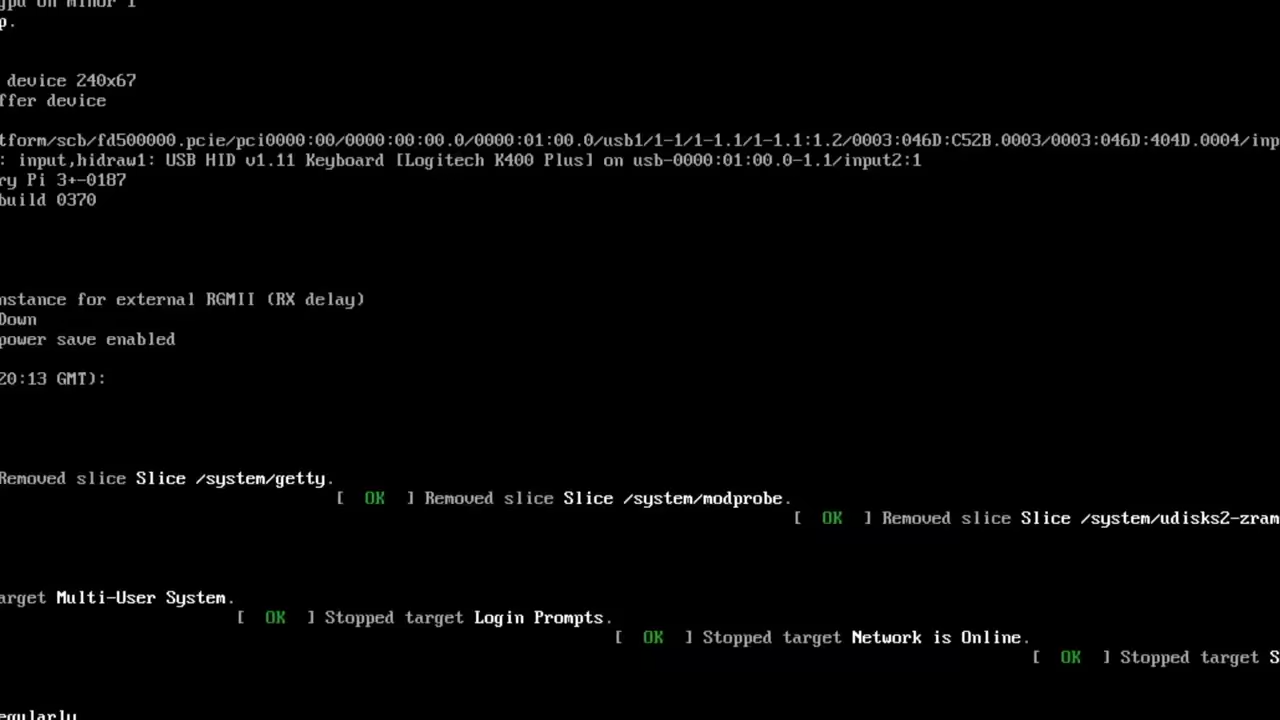 gpu on minor 1
p.
device 240x67
ffer device
tform/scb/fd500000.pcie/pci0000:00/0000:00:00.0/0000:01:00.0/usb1/1-1/1-1.1/1-1.1:1.2/0003:046D:C52B.0003/0003:046D:404D.0004/inp
: input,hidraw1: USB HID v1.11 Keyboard [Logitech K400 Plus] on usb-0000:01:00.0-1.1/input2:1
ry Pi 3+-0187
build 0370
nstance for external RGMII (RX delay)
Down
power save enabled
20:13 GMT):
Removed slice Slice /system/getty.
[  OK  ] Removed slice Slice /system/modprobe.
[  OK  ] Removed slice Slice /system/udisks2-zram
arget Multi-User System.
[  OK  ] Stopped target Login Prompts.
[  OK  ] Stopped target Network is Online.
[  OK  ] Stopped target S
egularly